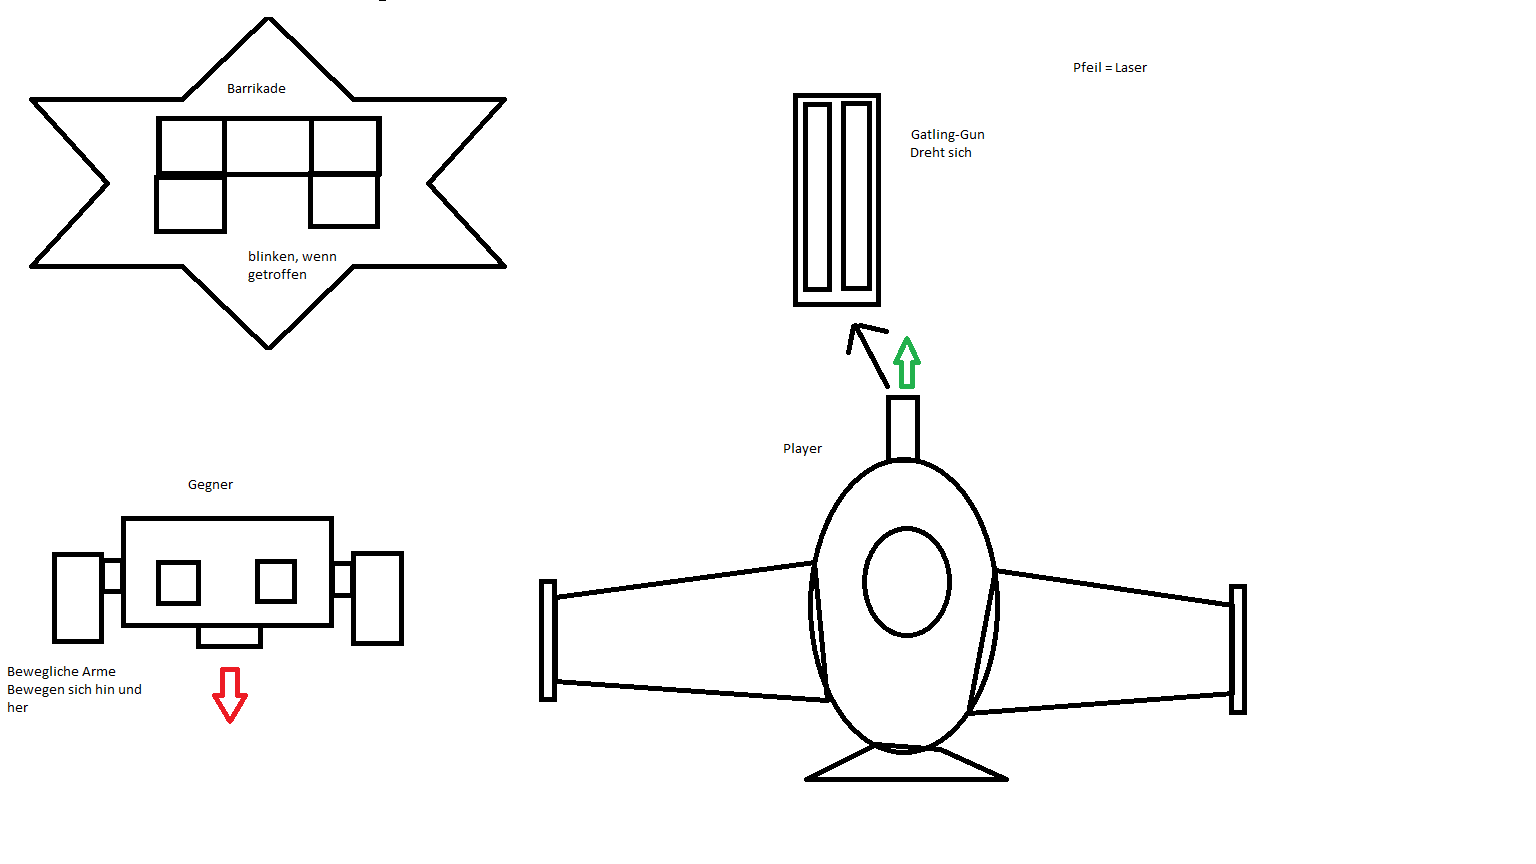 Pfeil = Laser
Barrikade
Gatling-Gun
Dreht sich
blinken, wenn
getroffen
Player
Gegner
Bewegliche Arme
Bewegen sich hin und
her